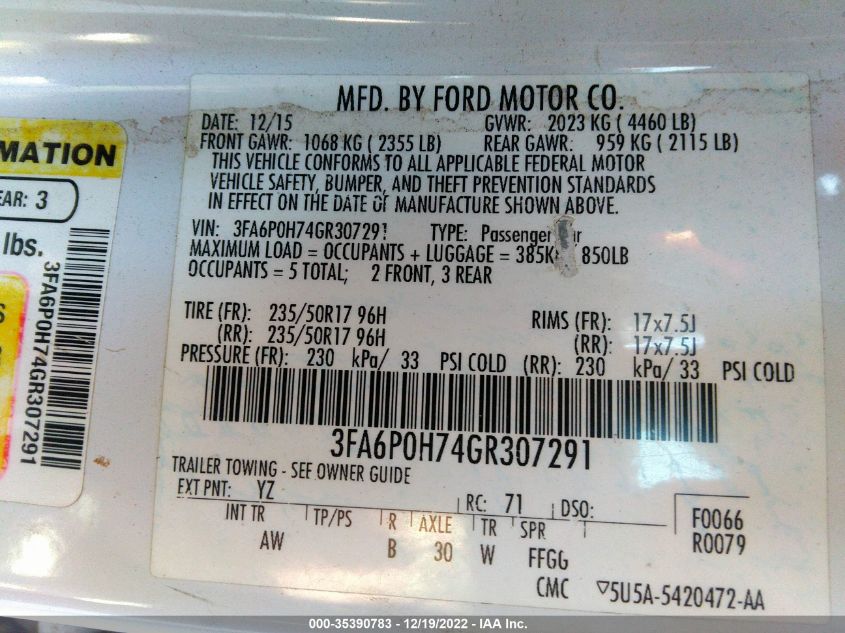 MFD. BY FORD MOTOR CO.
DATE: 12/15 GVWR: 2023 KG ( 4460 LB)
FRONT GAWR: 1068 KG ( 2355 LB) REAR GAWR: 959 KG ( 2115 LB)
THIS VEHICLE CONFORMS TO ALL APPLICABLE FEDERAL MOTOR
VEHICLE SAFETY, BUMPER, AND THEFT PREVENTION STANDARDS
IN EFFECT ON THE DATE OF MANUFACTURE SHOWN ABOVE.
VIN: 3FA6P0H74GR307291 TYPE: Passenger
MAXIMUM LOAD = OCCUPANTS + LUGGAGE = 385K 850LB
OCCUPANTS = 5 TOTAL; 2 FRONT, 3 REAR
TIRE (FR): 235/50R17 96H RIMS (FR): 17x7.5J
(RR): 235/50R17 96H (RR): 17x7.5J
PRESSURE (FR): 230 kPa/ 33 PSI COLD (RR): 230 kPa/ 33 PSI COLD
3FA6P0H74GR307291
TRAILER TOWING - SEE OWNER GUIDE
EXT PNT: YZ RC: 71 DSO: F0066
INT TR TP/PS R AXLE TR SPR R0079
AW B 30 W FFGG
CMC 5U5A-5420472-AA
MATION
EAR: 3
lbs.
3FA6P0H74GR307291
000-35390783 - 12/19/2022 - IAA Inc.